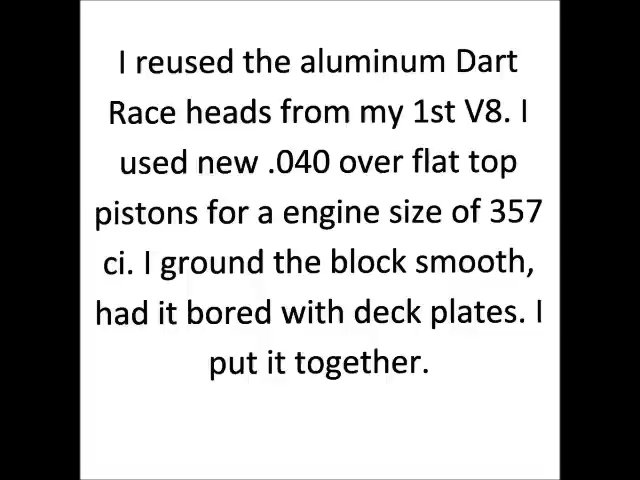 I reused the aluminum Dart
Race heads from my 1st V8. I
used new .040 over flat top
pistons for a engine size of 357
ci. I ground the block smooth,
had it bored with deck plates. I
put it together.